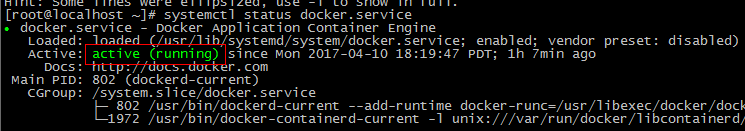 Hint: Some lines were ellipsized, use -l to show in full.
[root@localhost ~]# systemctl status docker.service
● docker.service - Docker Application Container Engine
Loaded: loaded (/usr/lib/systemd/system/docker.service; enabled; vendor preset: disabled)
Active: active (running) since Mon 2017-04-10 18:19:47 PDT; 1h 7min ago
Docs: http://docs.docker.com
Main PID: 802 (dockerd-current)
CGroup: /system.slice/docker.service
├─ 802 /usr/bin/dockerd-current --add-runtime docker-runc=/usr/libexec/docker/dock
└─1972 /usr/bin/docker-containerd-current -l unix:///var/run/docker/libcontainerd/